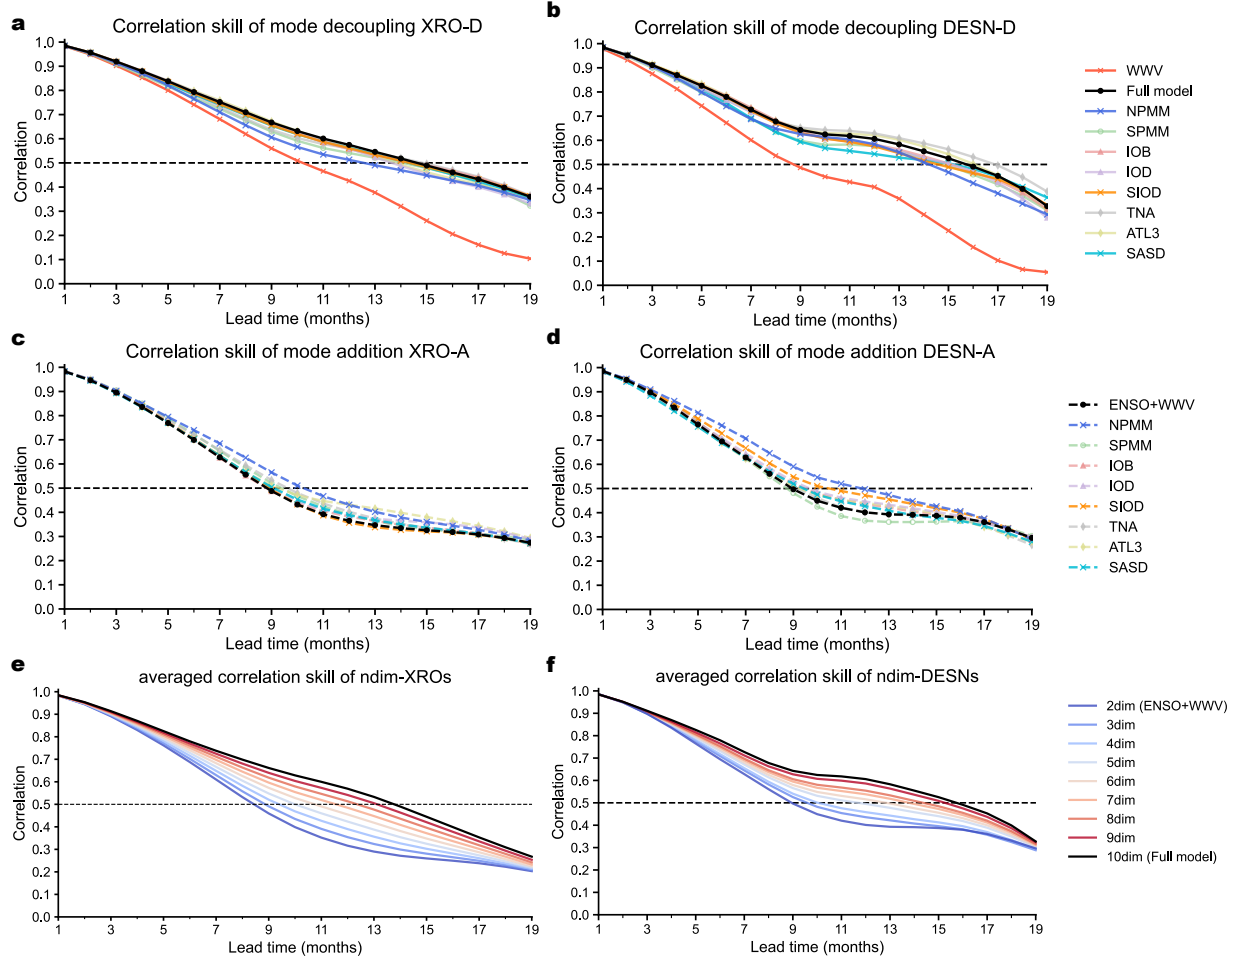 a
Correlation skill of mode decoupling XRO-D
1.0
0.9
0.8
0.7
0.6
0.5
0.4
0.3
0.2
0.1
0.0
Correlation
1 3 5 7 9 11 13 15 17 19
Lead time (months)
b
Correlation skill of mode decoupling DESN-D
1.0
0.9
0.8
0.7
0.6
0.5
0.4
0.3
0.2
0.1
0.0
Correlation
1 3 5 7 9 11 13 15 17 19
Lead time (months)
WWV
Full model
NPMM
SPMM
IOB
IOD
SIOD
TNA
ATL3
SASD
c
Correlation skill of mode addition XRO-A
1.0
0.9
0.8
0.7
0.6
0.5
0.4
0.3
0.2
0.1
0.0
Correlation
1 3 5 7 9 11 13 15 17 19
Lead time (months)
d
Correlation skill of mode addition DESN-A
1.0
0.9
0.8
0.7
0.6
0.5
0.4
0.3
0.2
0.1
0.0
Correlation
1 3 5 7 9 11 13 15 17 19
Lead time (months)
ENSO+WWV
NPMM
SPMM
IOB
IOD
SIOD
TNA
ATL3
SASD
e
averaged correlation skill of ndim-XROs
1.0
0.9
0.8
0.7
0.6
0.5
0.4
0.3
0.2
0.1
0.0
Correlation
1 3 5 7 9 11 13 15 17 19
Lead time (months)
f
averaged correlation skill of ndim-DESNs
1.0
0.9
0.8
0.7
0.6
0.5
0.4
0.3
0.2
0.1
0.0
Correlation
1 3 5 7 9 11 13 15 17 19
Lead time (months)
2dim (ENSO+WWV)
3dim
4dim
5dim
6dim
7dim
8dim
9dim
10dim (Full model)